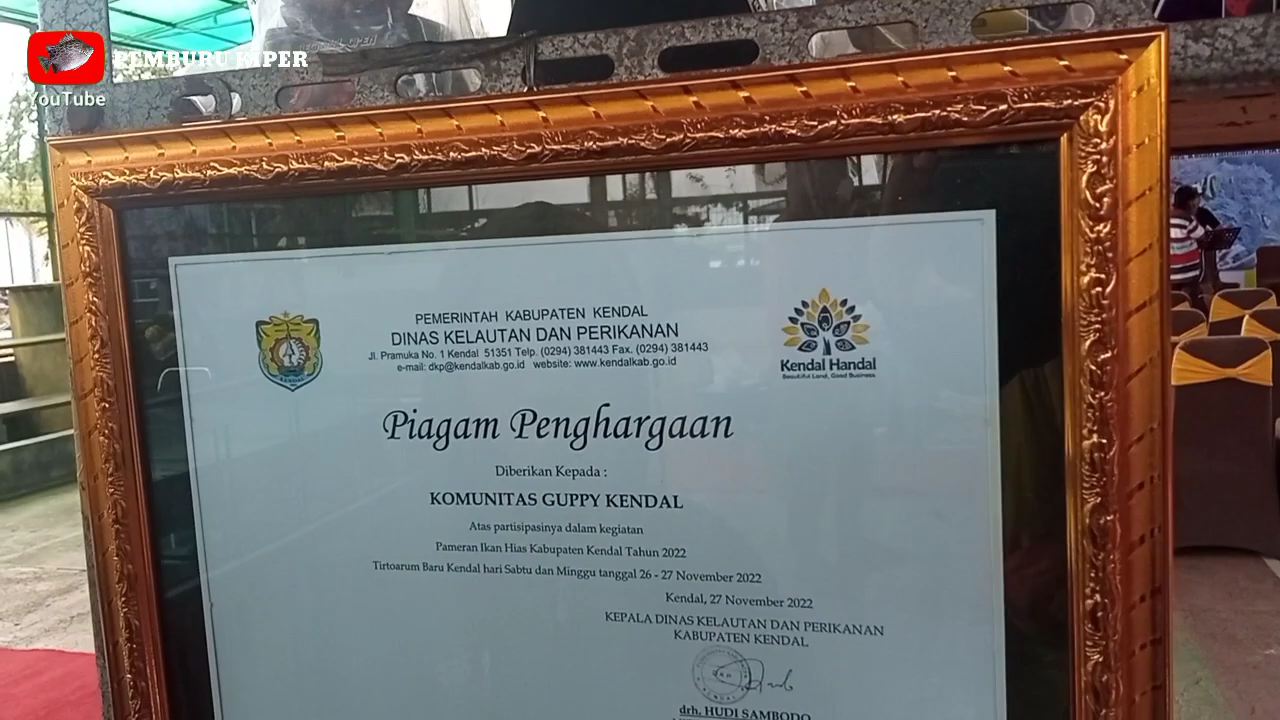 PEMBURU KIPER
YouTube
PEMERINTAH KABUPATEN KENDAL
DINAS KELAUTAN DAN PERIKANAN
Jl. Pramuka No. 1 Kendal 51351 Telp. (0294) 381443 Fax. (0294) 381443
e-mail: dkp@kendalkab.go.id website: www.kendalkab.go.id
KENDAL
Kendal Handal
Beautiful Land, Good Business
Piagam Penghargaan
Diberikan Kepada :
KOMUNITAS GUPPY KENDAL
Atas partisipasinya dalam kegiatan
Pameran Ikan Hias Kabupaten Kendal Tahun 2022
Tirtoarum Baru Kendal hari Sabtu dan Minggu tanggal 26 - 27 November 2022
Kendal, 27 November 2022
KEPALA DINAS KELAUTAN DAN PERIKANAN
KABUPATEN KENDAL
drh. HUDI SAMBODO